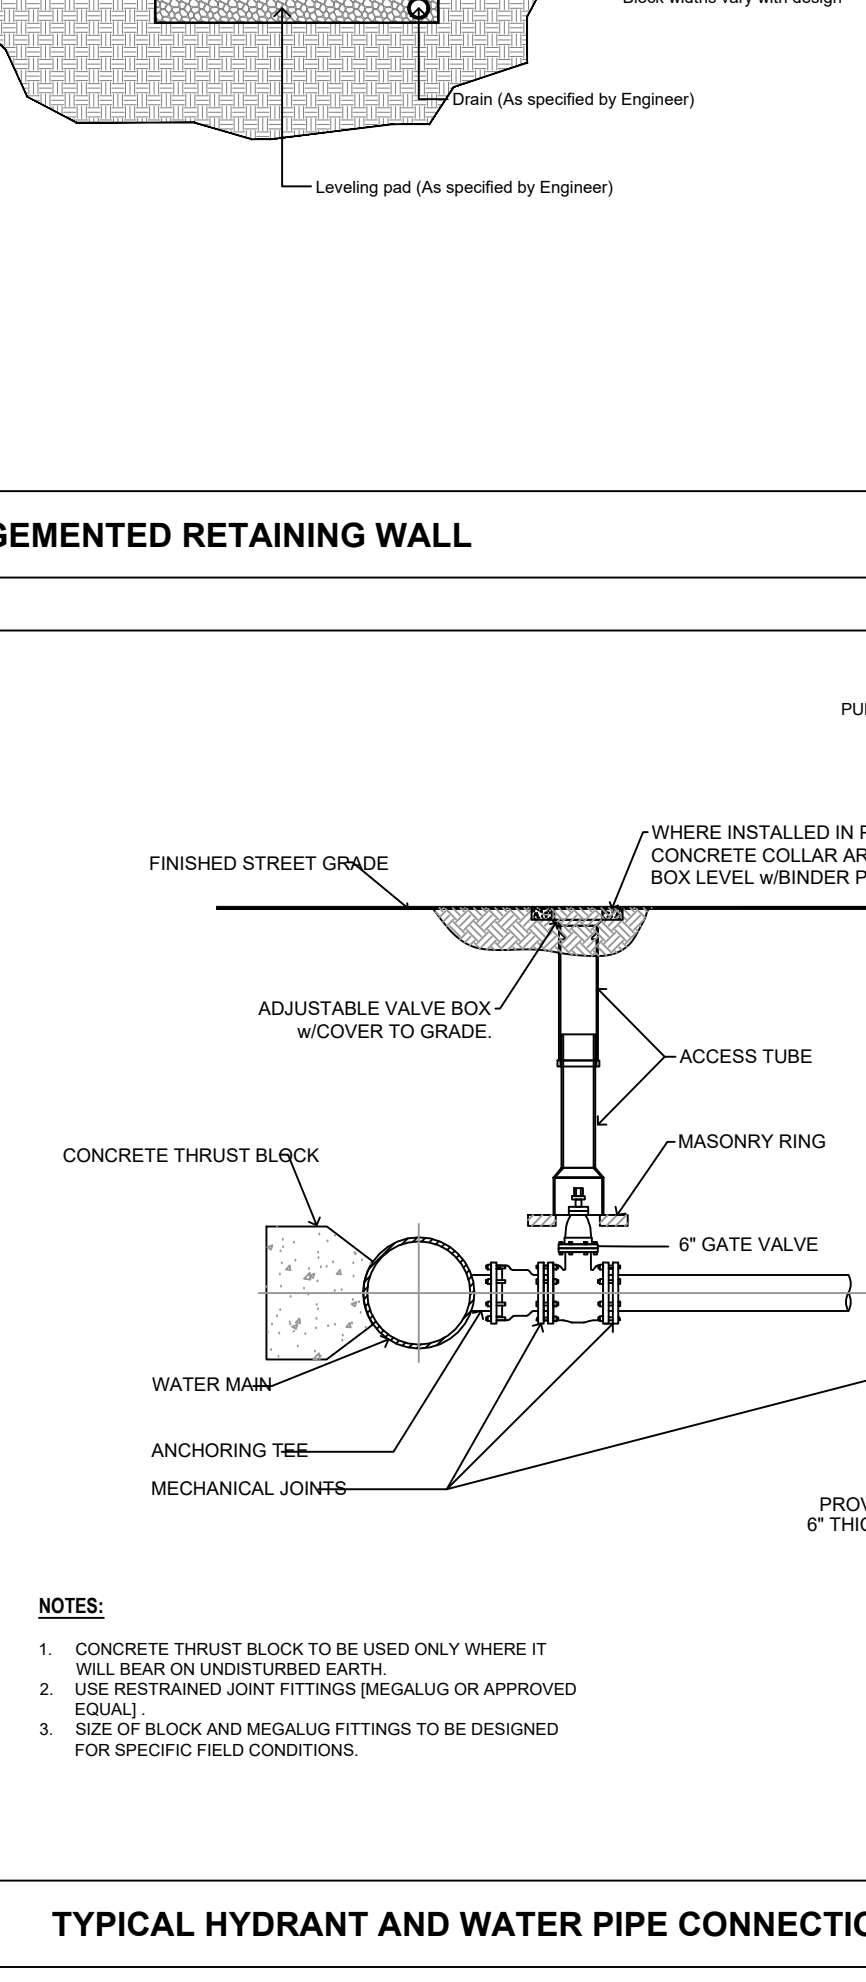 Block widths vary with design
Drain (As specified by Engineer)
Leveling pad (As specified by Engineer)
GEMENTED RETAINING WALL
PU
WHERE INSTALLED IN P
CONCRETE COLLAR AR
BOX LEVEL w/BINDER P
FINISHED STREET GRADE
ADJUSTABLE VALVE BOX
w/COVER TO GRADE.
ACCESS TUBE
MASONRY RING
CONCRETE THRUST BLOCK
6" GATE VALVE
WATER MAIN
ANCHORING TEE
MECHANICAL JOINTS
PROV
6" THIC
NOTES:
1. CONCRETE THRUST BLOCK TO BE USED ONLY WHERE IT
WILL BEAR ON UNDISTURBED EARTH.
2. USE RESTRAINED JOINT FITTINGS [MEGALUG OR APPROVED
EQUAL] .
3. SIZE OF BLOCK AND MEGALUG FITTINGS TO BE DESIGNED
FOR SPECIFIC FIELD CONDITIONS.
TYPICAL HYDRANT AND WATER PIPE CONNECTIO